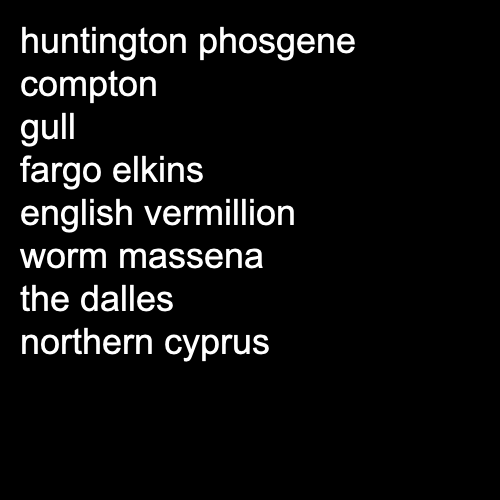 huntington phosgene
compton
gull
fargo elkins
english vermillion
worm massena
the dalles
northern cyprus